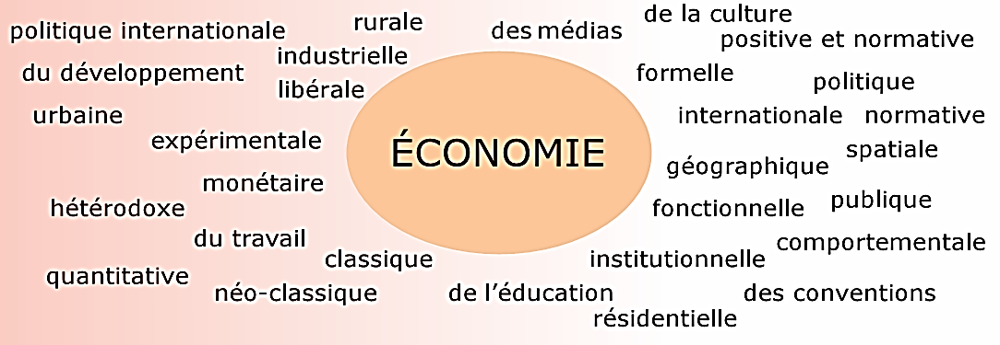 de la culture
politique internationale
rurale
des médias
positive et normative
industrielle
du développement
formelle
politique
libérale
urbaine
internationale
normative
expérimentale
ÉCONOMIE
spatiale
géographique
monétaire
hétérodoxe
fonctionnelle
publique
du travail
comportementale
classique
institutionnelle
quantitative
néo-classique
de l’éducation
des conventions
résidentielle